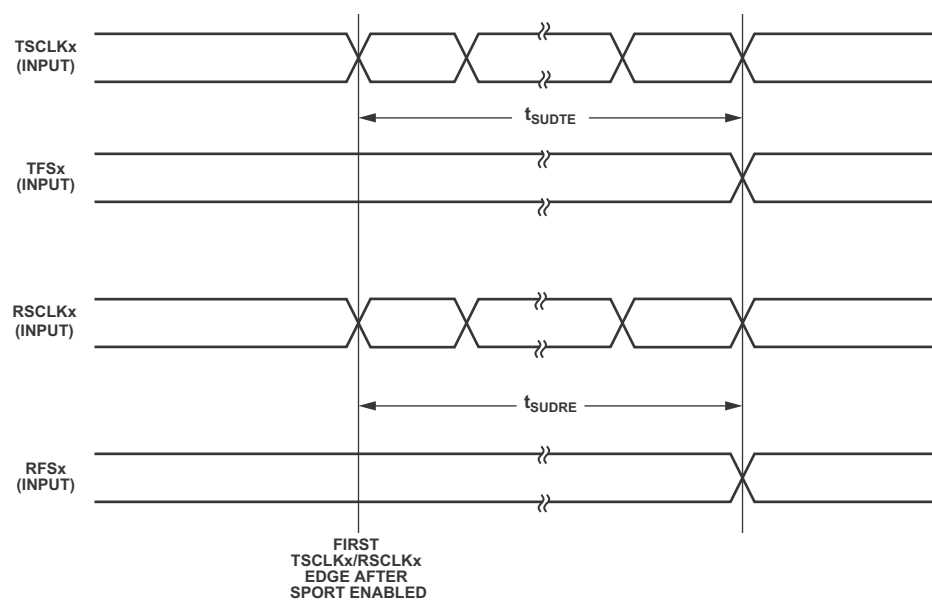 TSCLKx
(INPUT)
tSUDTE
TFSx
(INPUT)
RSCLKx
(INPUT)
tSUDRE
RFSx
(INPUT)
FIRST
TSCLKx/RSCLKx
EDGE AFTER
SPORT ENABLED